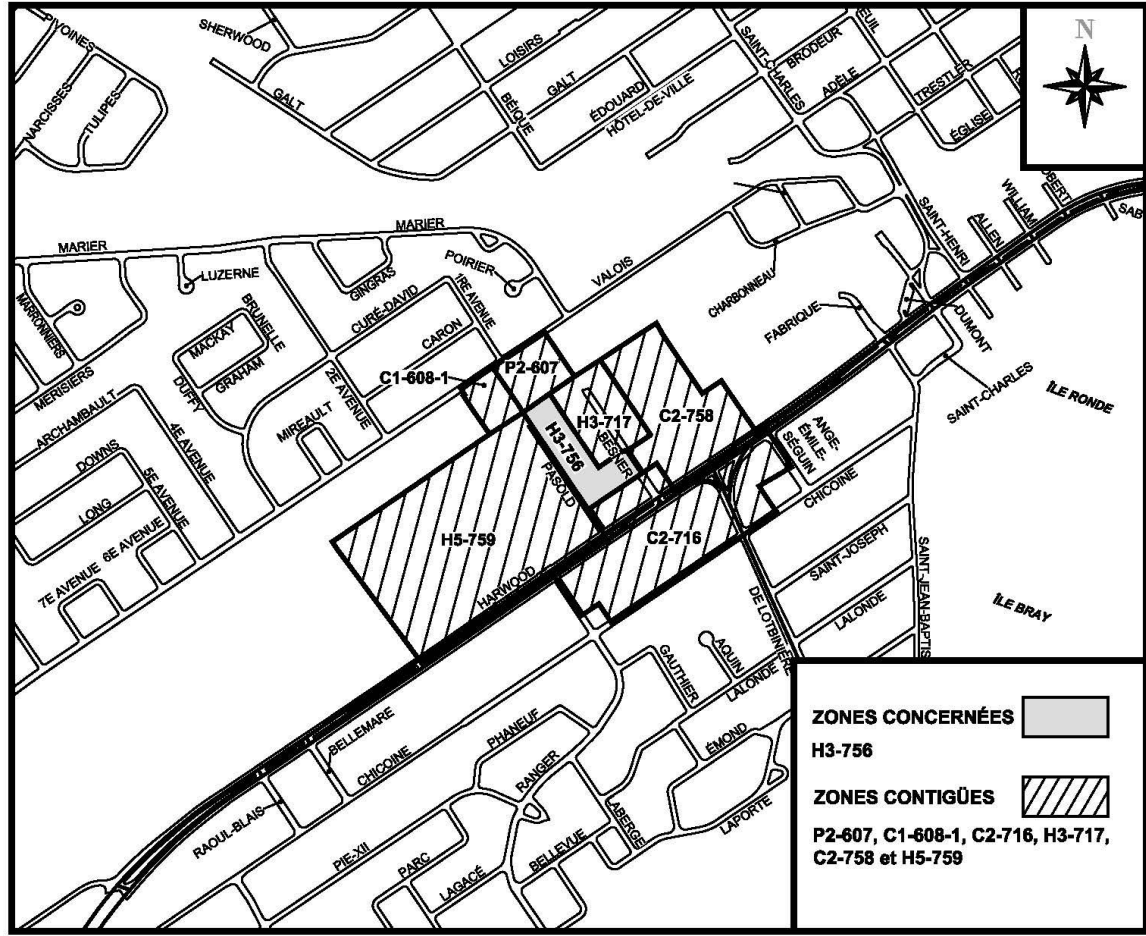 PIVOINES
SHERWOOD
LOISIRS
SAINT-CHARLES
BRODEUR
N
GALT
BÉIQUE
GALT
ÉDOUARD
HÔTEL-DE-VILLE
ADÈLE
TRESTLER
ÉGLISE
NARCISSES
TULIPES
SAINT-HENRI
ALLEN
WILLIAM
MARIER
MARIER
LUZERNE
GINGRAS
POIRIER
VALOIS
CHARBONNEAU
FABRIQUE
DUMONT
SAINT-CHARLES
ÎLE RONDE
MARRONNIERS
MERISIERS
MACKAY
BRUNELLE
GRAHAM
DUFFY
CURÉ-DAVID
CARON
1RE AVENUE
2E AVENUE
MIREAULT
C1-608-1
P2-607
H3-717
C2-758
H3-756
BESNER
PASOLD
H5-759
C2-716
HARWOOD
ARCHAMBAULT
DOWNS
LONG
4E AVENUE
5E AVENUE
6E AVENUE
7E AVENUE
ANGE-
ÉMILE-
SÉGUIN
CHICOINE
SAINT-JOSEPH
LALONDE
SAINT-JEAN-BAPTIS
ÎLE BRAY
DE LOTBINIÈRE
GAUTHIER
AQUIN
LALONDE
ÉMOND
LAPORTE
BELLEMARE
CHICOINE
PHANEUF
RANGER
RAOUL-BLAIS
PIE-XII
PARC
LAGACÉ
BELLEVUE
ABERGE
ZONES CONCERNÉES
H3-756
ZONES CONTIGÜES
P2-607, C1-608-1, C2-716, H3-717,
C2-758 et H5-759